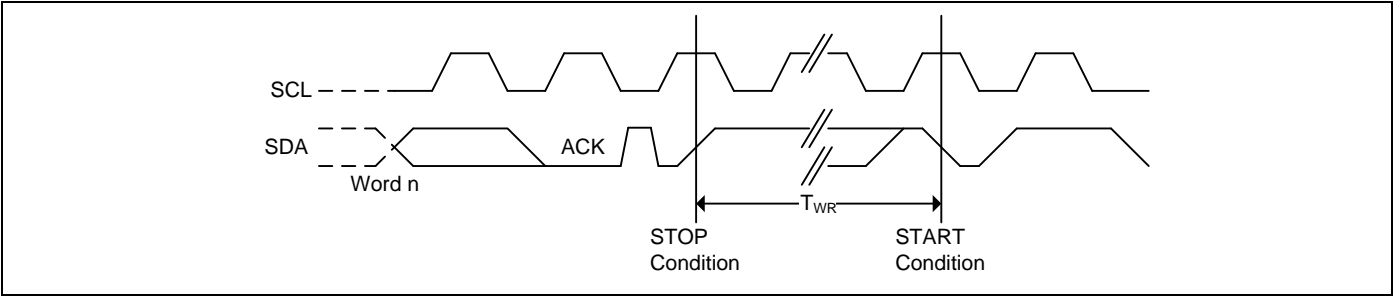 SCL
SDA
ACK
Word n
TWR
STOP
Condition
START
Condition